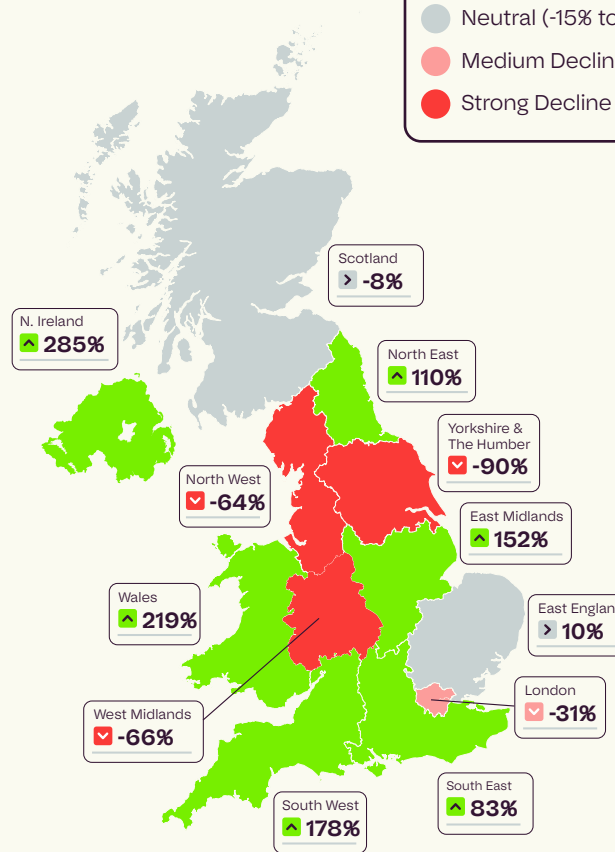 Neutral (-15% to
Medium Declin
Strong Decline
Scotland
-8%
N. Ireland
285%
North East
110%
Yorkshire &
The Humber
-90%
North West
-64%
East Midlands
152%
Wales
219%
East Englan
10%
London
-31%
West Midlands
-66%
South East
83%
South West
178%